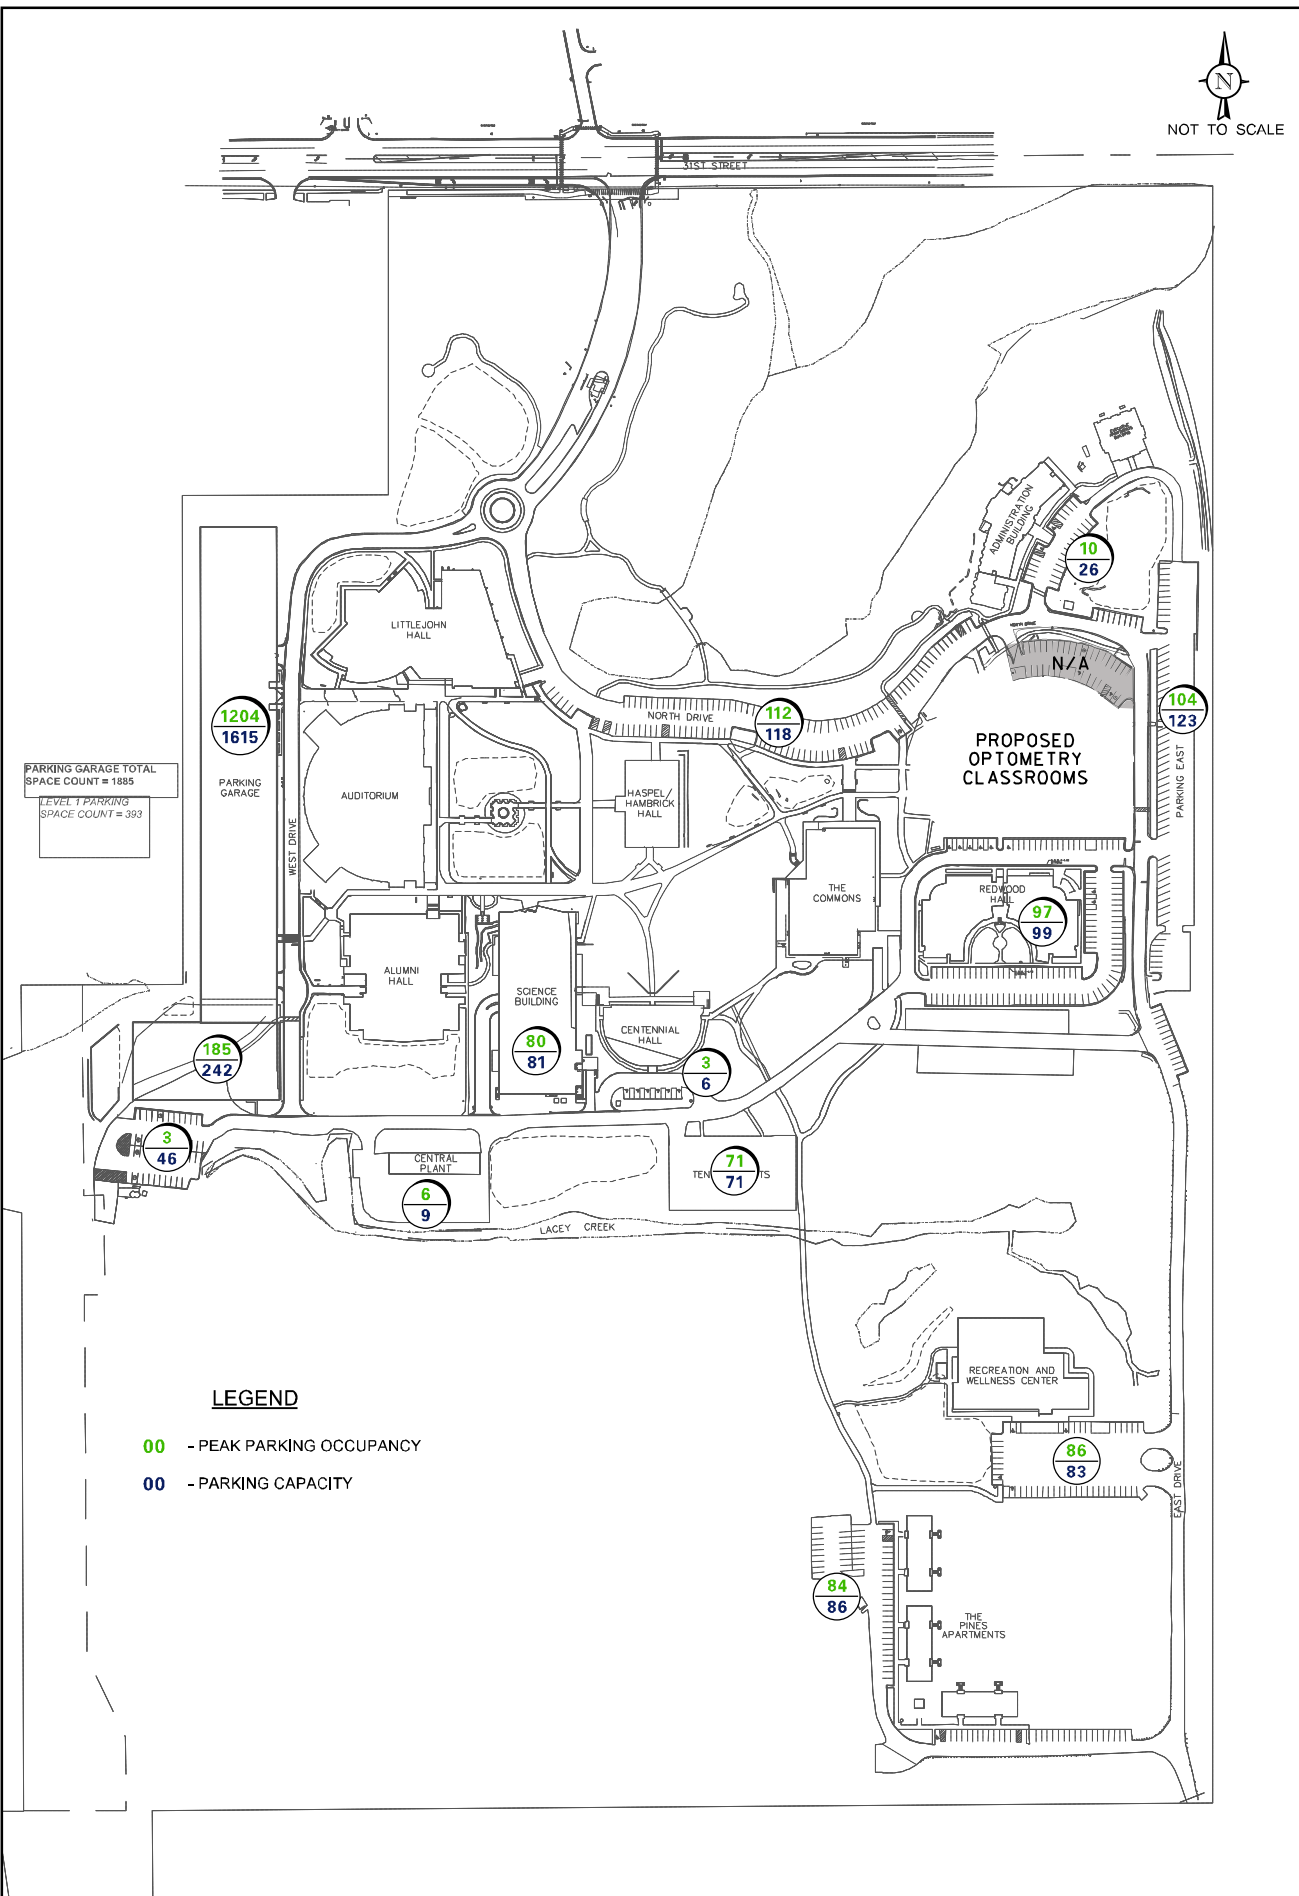 N
NOT TO SCALE
31ST STREET
ADMINISTRATION
BUILDING
10
26
LITTLEJOHN
HALL
NORTH DRIVE
N/A
1204
1615
NORTH DRIVE
112
118
104
123
PROPOSED
OPTOMETRY
CLASSROOMS
PARKING EAST
PARKING GARAGE TOTAL
SPACE COUNT = 1885
LEVEL 1 PARKING
SPACE COUNT = 393
PARKING
GARAGE
WEST DRIVE
AUDITORIUM
HASPEL/
HAMBRICK
HALL
THE
COMMONS
REDWOOD
HALL
97
99
ALUMNI
HALL
SCIENCE
BUILDING
80
81
CENTENNIAL
HALL
3
6
185
242
3
46
CENTRAL
PLANT
6
9
TEN
TS
71
71
LACEY CREEK
RECREATION AND
WELLNESS CENTER
86
83
EAST DRIVE
LEGEND
00 - PEAK PARKING OCCUPANCY
00 - PARKING CAPACITY
84
86
THE
PINES
APARTMENTS